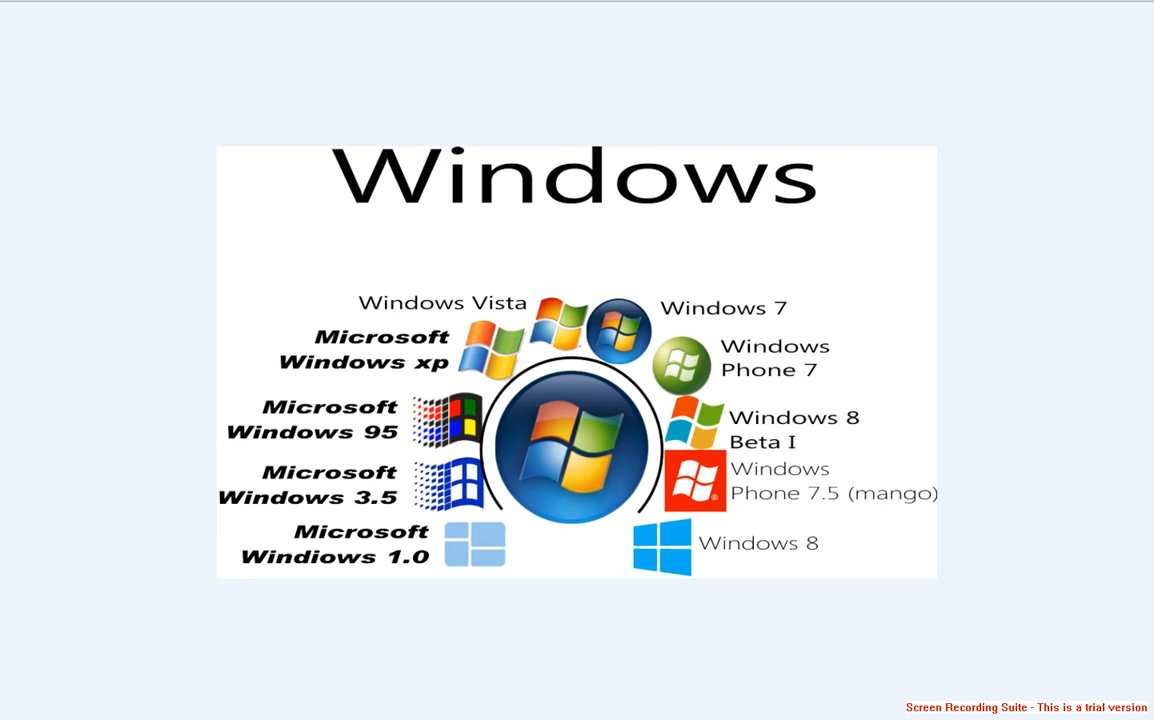 Windows
Windows Vista
Windows 7
Microsoft
Windows xp
Windows
Phone 7
Microsoft
Windows 95
Windows 8
Beta I
Microsoft
Windows 3.5
Windows
Phone 7.5 (mango)
®
Microsoft
Windiows 1.0
Windows 8
Screen Recording Suite - This is a trial version